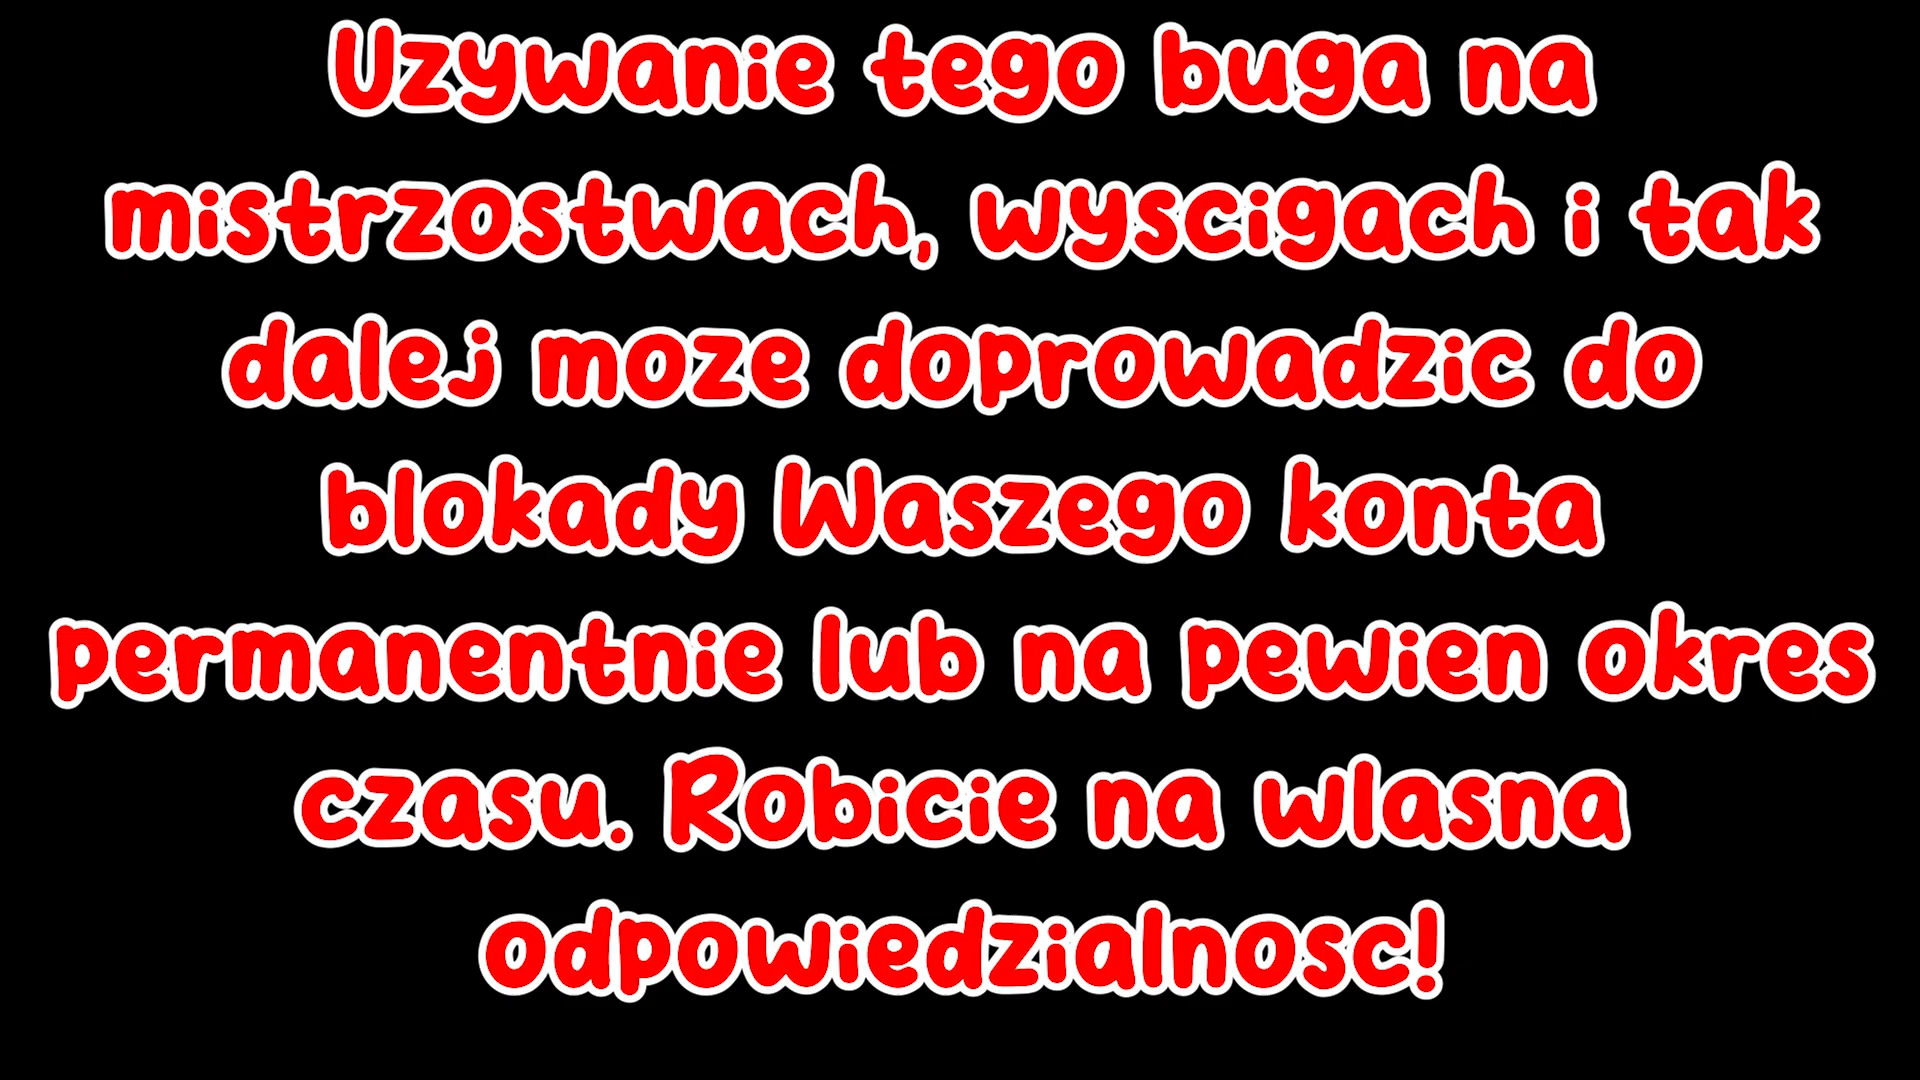 Uzywanie tego buga na
mistrzostwach, wyscigach i tak
dalej moze doprowadzic do
blokady Waszego konta
permanentnie lub na pewien okres
czasu. Robicie na wlasna
odpowiedzialnosc!